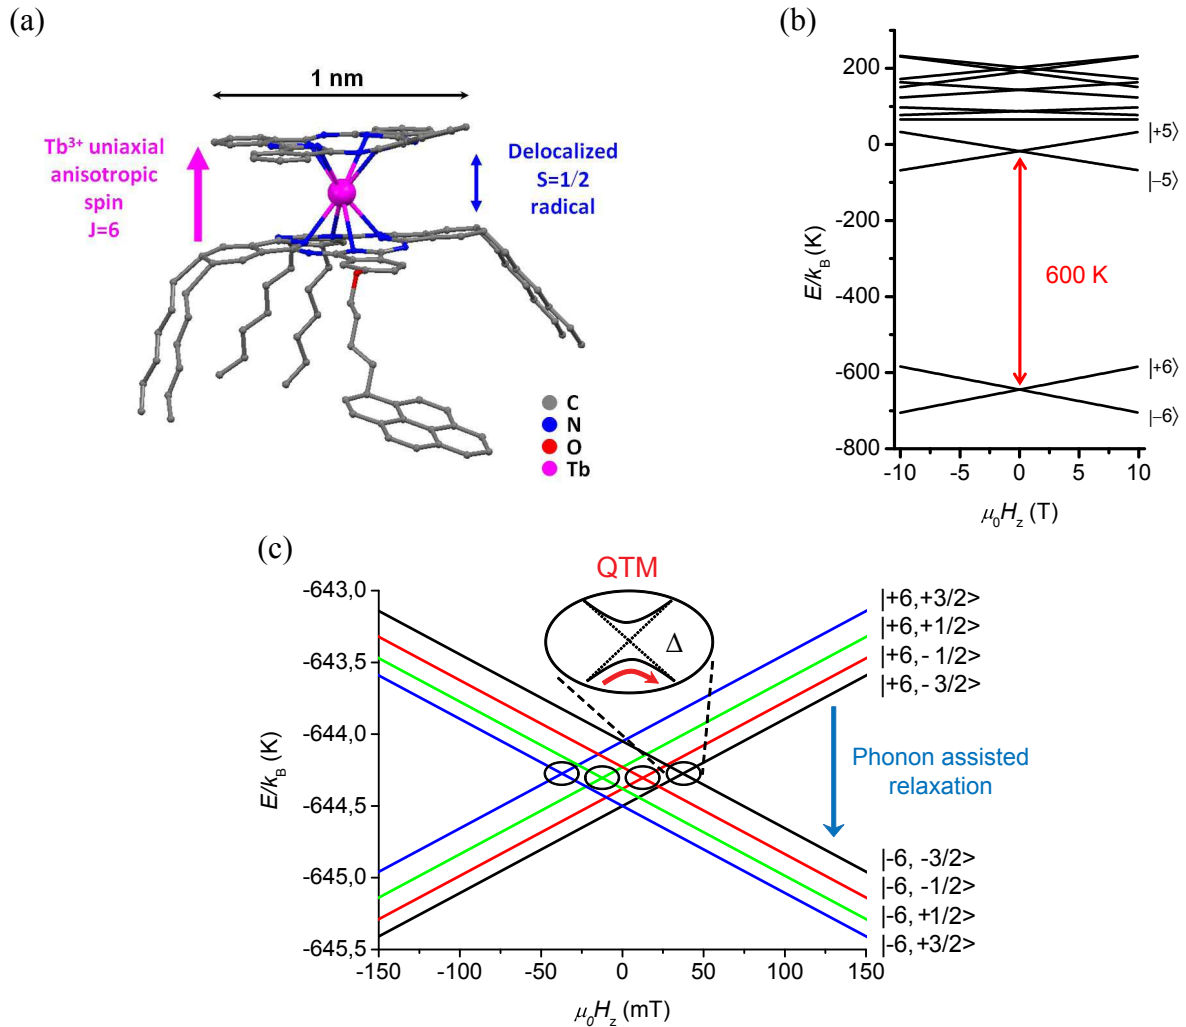 (a)
1 nm
Tb³⁺ uniaxial
anisotropic
spin
J=6
Delocalized
S=1/2
radical
C
N
O
Tb
(b)
200
0
-200
-400
-600
-800
E/k_B (K)
|+5⟩
|−5⟩
600 K
|+6⟩
|−6⟩
-10
-5
0
5
10
μ₀H_z (T)
(c)
QTM
Δ
-643,0
-643,5
-644,0
-644,5
-645,0
-645,5
E/k_B (K)
|+6,+3/2>
|+6,+1/2>
|+6,- 1/2>
|+6,- 3/2>
Phonon assisted
relaxation
|-6, -3/2>
|-6, -1/2>
|-6, +1/2>
|-6, +3/2>
-150
-100
-50
0
50
100
150
μ₀H_z (mT)